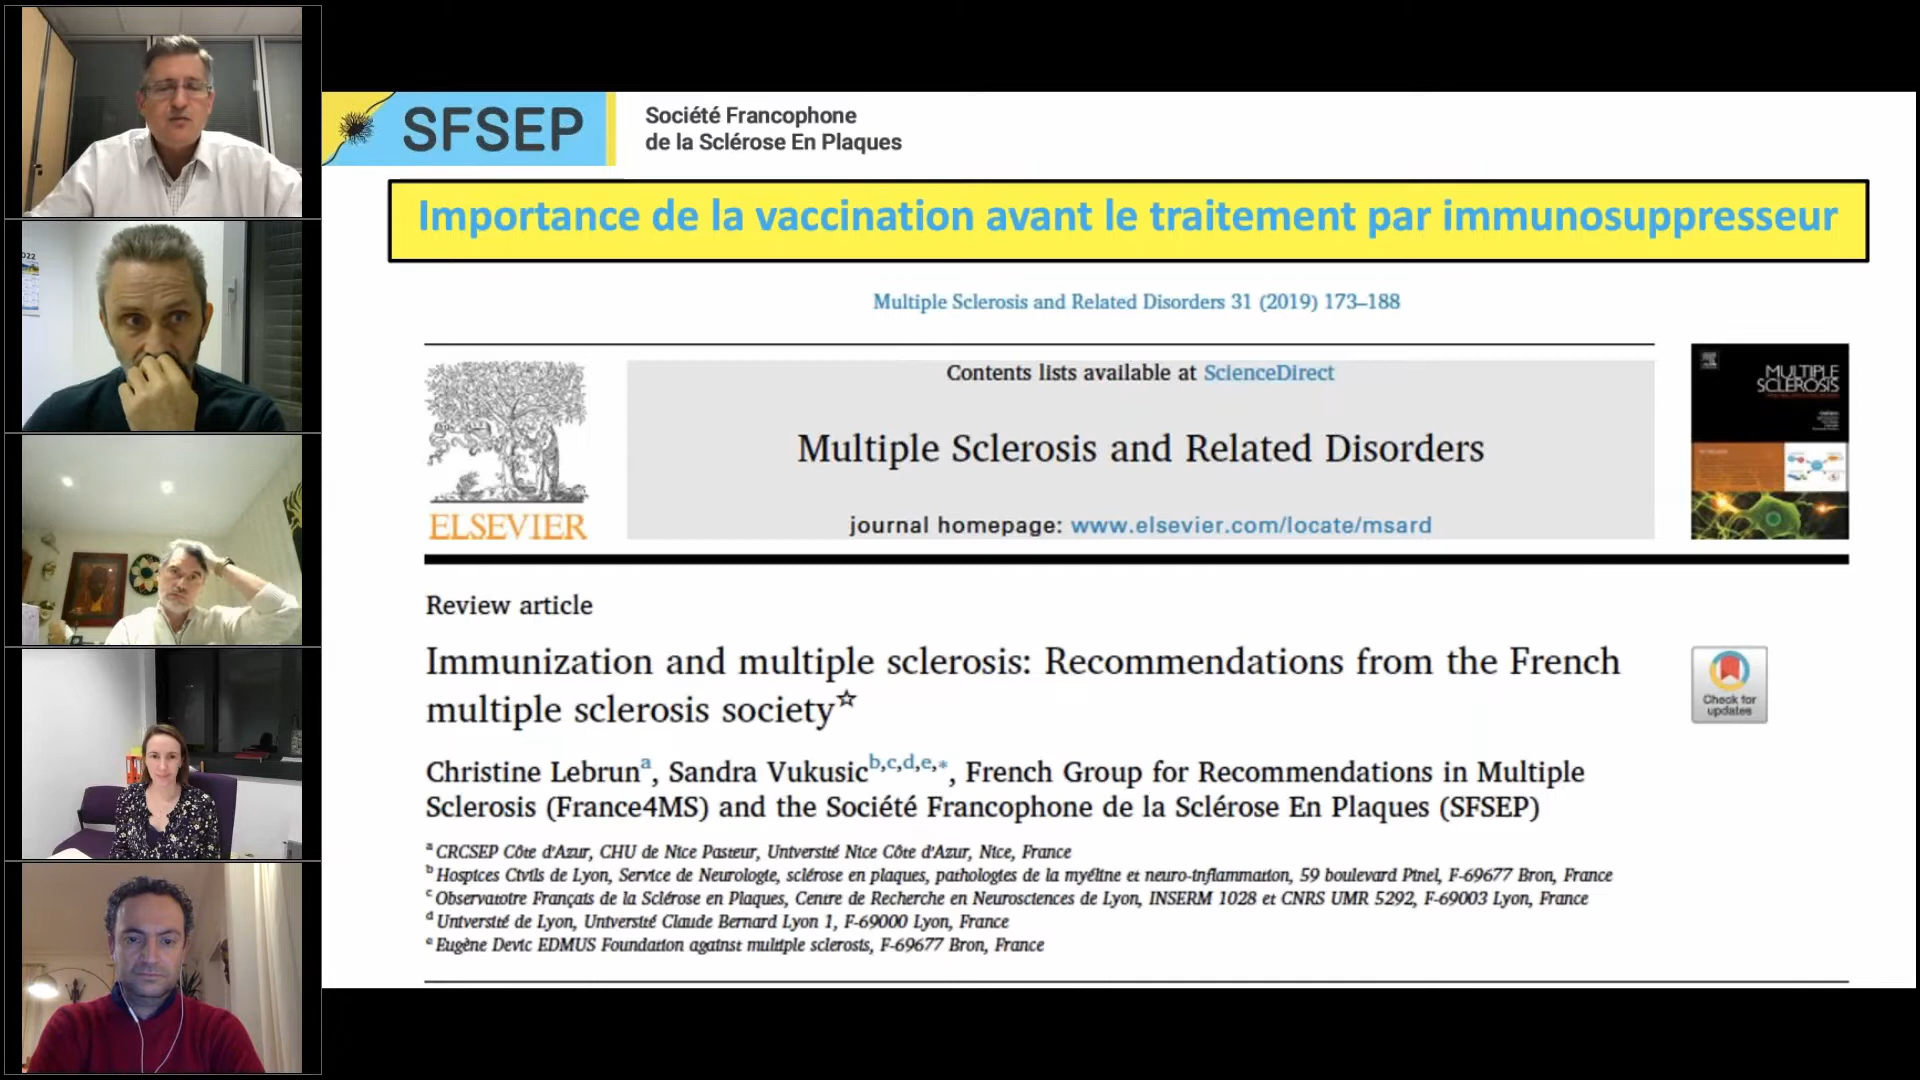 022
SFSEP
Société Francophone
de la Sclérose En Plaques
Importance de la vaccination avant le traitement par immunosuppresseur
Multiple Sclerosis and Related Disorders 31 (2019) 173–188
Contents lists available at ScienceDirect
Multiple Sclerosis and Related Disorders
journal homepage: www.elsevier.com/locate/msard
ELSEVIER
MULTIPLE
SCLEROSIS
Review article
Immunization and multiple sclerosis: Recommendations from the French
multiple sclerosis society☆
Check for
updates
Christine Lebrunᵃ, Sandra Vukusicᵇ,ᶜ,ᵈ,ᵉ,*, French Group for Recommendations in Multiple
Sclerosis (France4MS) and the Société Francophone de la Sclérose En Plaques (SFSEP)
ᵃ CRCSEP Côte d'Azur, CHU de Nice Pasteur, Université Nice Côte d'Azur, Nice, France
ᵇ Hospices Civils de Lyon, Service de Neurologie, sclérose en plaques, pathologies de la myéline et neuro-inflammation, 59 boulevard Pinel, F-69677 Bron, France
ᶜ Observatoire Français de la Sclérose en Plaques, Centre de Recherche en Neurosciences de Lyon, INSERM 1028 et CNRS UMR 5292, F-69003 Lyon, France
ᵈ Université de Lyon, Université Claude Bernard Lyon 1, F-69000 Lyon, France
ᵉ Eugène Devic EDMUS Foundation against multiple sclerosis, F-69677 Bron, France